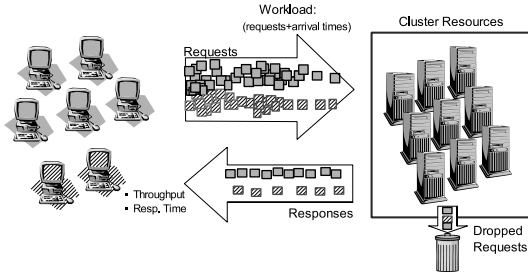 Workload:
(requests+arrival times)
Cluster Resources
Requests
• Throughput
• Resp. Time
Responses
Dropped
Requests